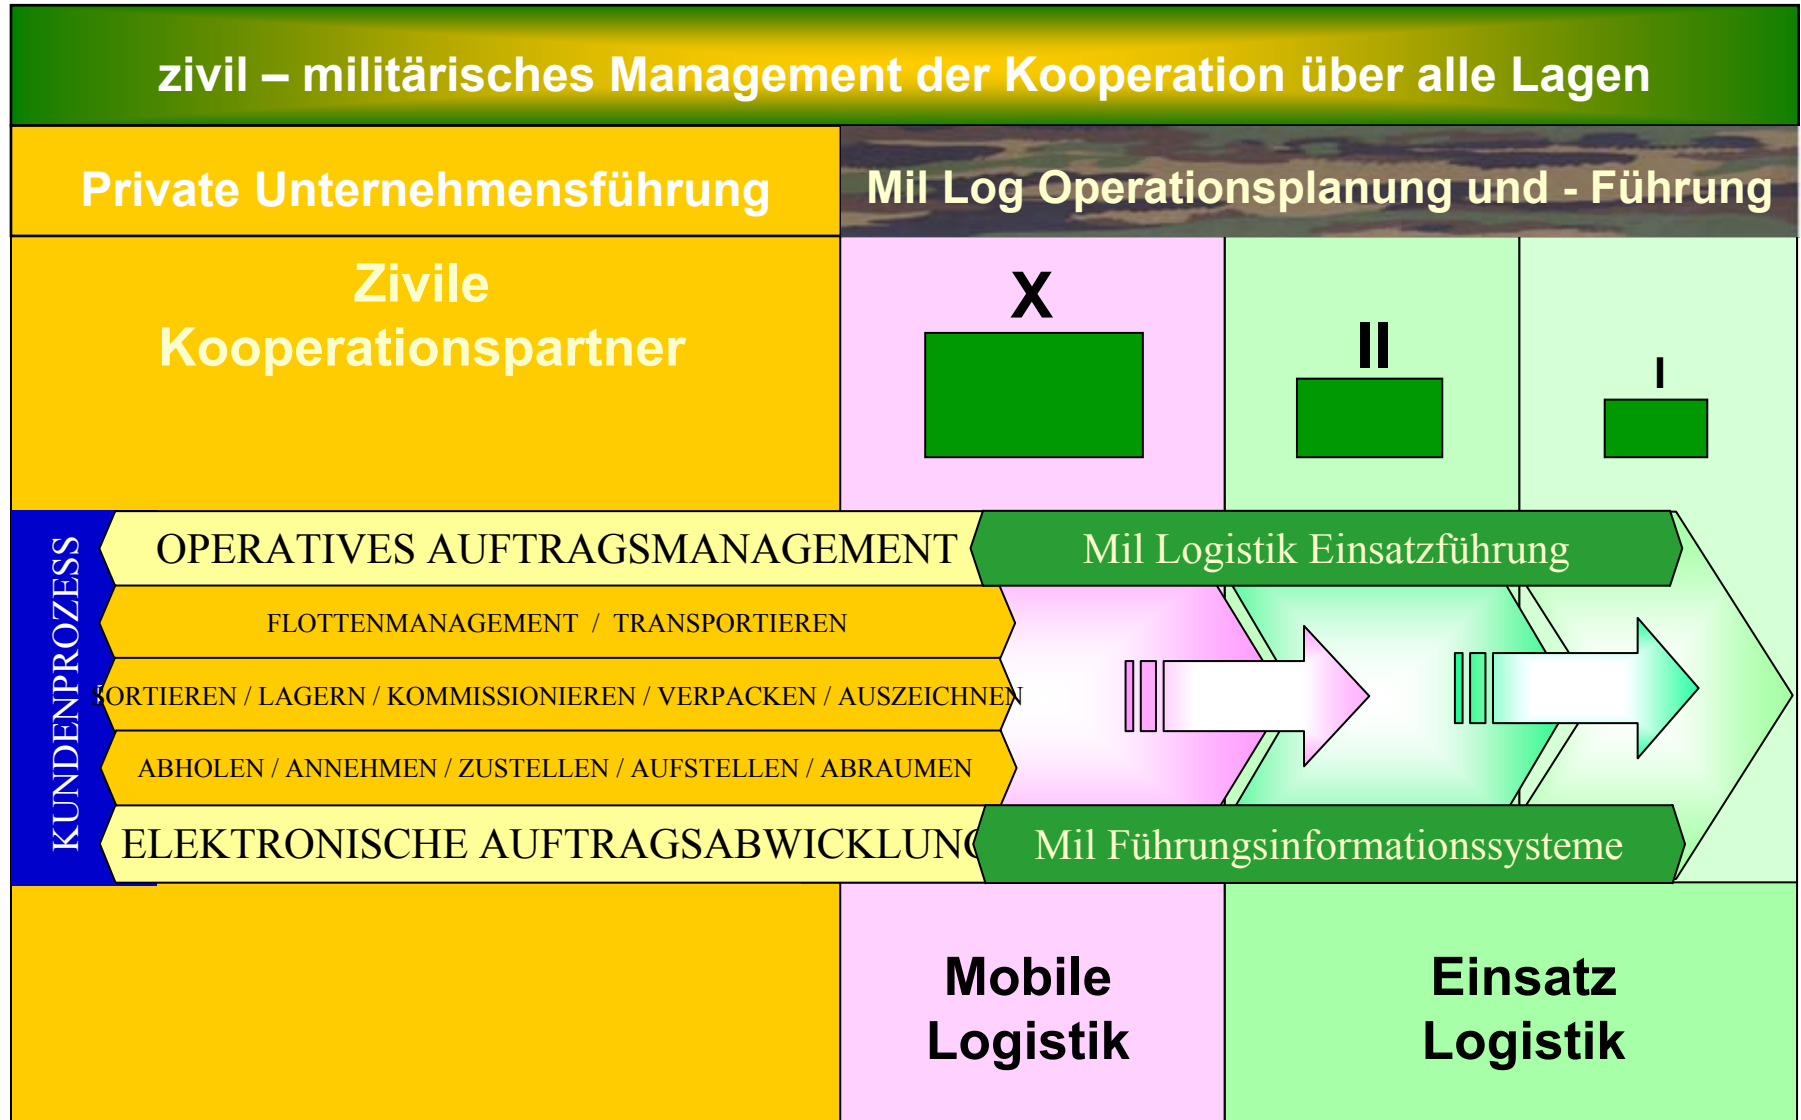 zivil – militärisches Management der Kooperation über alle Lagen
Private Unternehmensführung
Mil Log Operationsplanung und - Führung
Zivile
Kooperationspartner
X
II
I
KUNDENPROZESS
OPERATIVES AUFTRAGSMANAGEMENT
Mil Logistik Einsatzführung
FLOTTENMANAGEMENT / TRANSPORTIEREN
SORTIEREN / LAGERN / KOMMISSIONIEREN / VERPACKEN / AUSZEICHNEN
ABHOLEN / ANNEHMEN / ZUSTELLEN / AUFSTELLEN / ABRAUMEN
ELEKTRONISCHE AUFTRAGSABWICKLUNG
Mil Führungsinformationssysteme
Mobile
Logistik
Einsatz
Logistik